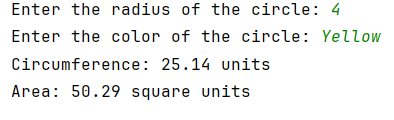 Enter the radius of the circle: 4
Enter the color of the circle: Yellow
Circumference: 25.14 units
Area: 50.29 square units